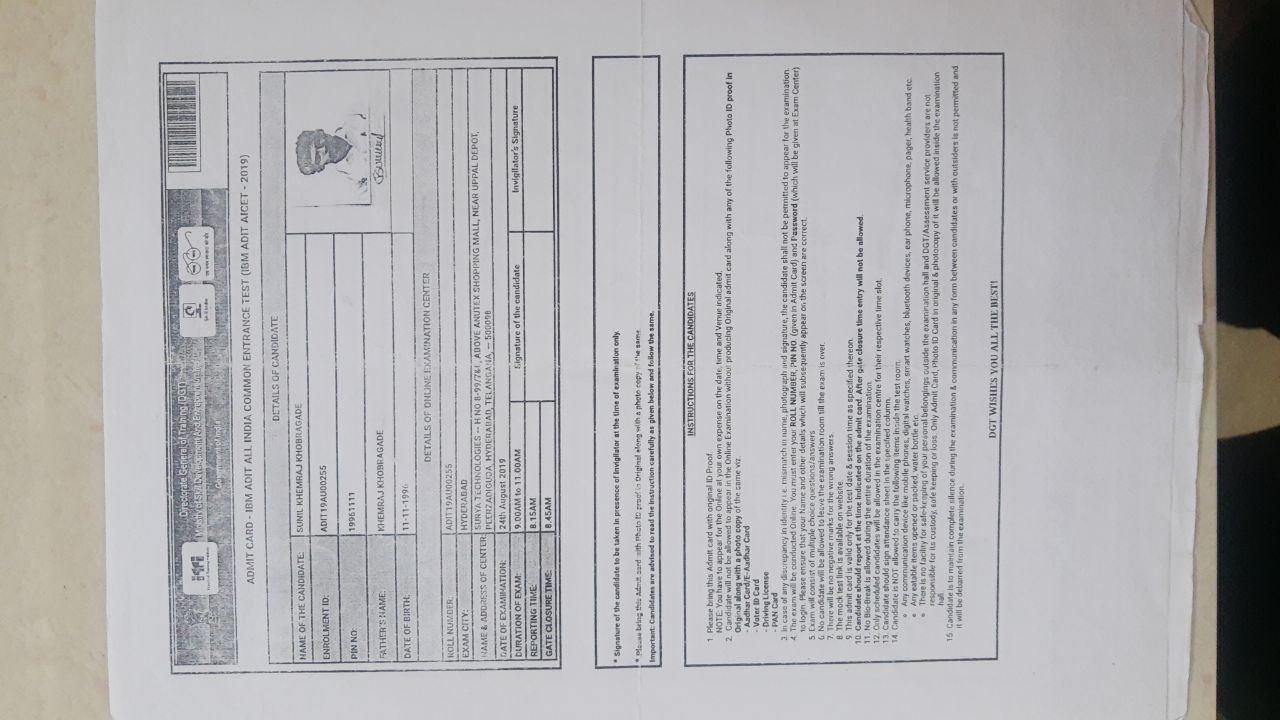 Directorate General of Training (DGT)
ADMIT CARD - IBM ADIT ALL INDIA COMMON ENTRANCE TEST (IBM ADIT AICET - 2019)
DETAILS OF CANDIDATE
NAME OF THE CANDIDATE: SUNIL KHEMRAJ KHOBRAGADE
ENROLMENT ID: ADIT19AU00255
PIN NO: 19961111
FATHER'S NAME: KHEMRAJ KHOBRAGADE
DATE OF BIRTH: 11-11-1996
DETAILS OF ONLINE EXAMINATION CENTER
ROLL NUMBER: ADIT19AU00255
EXAM CITY: HYDERABAD
NAME & ADDRESS OF CENTER: SURYA TECHNOLOGIES -- H NO 8-99/7&1, ABOVE ANUTEX SHOPPING MALL, NEAR UPPAL DEPOT,
PEERZADIGUDA, HYDERABAD, TELANGANA, – 500098
DATE OF EXAMINATION: 24th August 2019
DURATION OF EXAM: 9.00AM to 11.00AM Signature of the candidate Invigilator's Signature
REPORTING TIME: 8.15AM
GATE CLOSURE TIME: 8.45AM
* Signature of the candidate to be taken in presence of Invigilator at the time of examination only.
* Please bring this Admit card with Photo ID proof in Original along with a photo copy of the same.
Important: Candidates are advised to read the instruction carefully as given below and follow the same.
INSTRUCTIONS FOR THE CANDIDATES
1. Please bring this Admit card with original ID Proof.
NOTE: You have to appear for the Online at your own expense on the date, time and Venue indicated.
2. Candidate will not be allowed to appear in the Online Examination without producing Original admit card along with any of the following Photo ID proof in
Original along with a photo copy of the same viz.
- Aadhar Card/E-Aadhar Card
- Voter ID Card
- Driving License
- PAN Card
3. In case of any discrepancy in identity i.e. mismatch in name, photograph and signature, the candidate shall not be permitted to appear for the examination.
4. The exam will be conducted Online. You must enter your ROLL NUMBER, PIN NO. (given in Admit Card) and Password (which will be given at Exam Center)
to login. Please ensure that your Name and other details which will subsequently appear on the screen are correct.
5. Exam will consist of multiple choice questions/answers
6. No candidate will be allowed to leave the examination room till the exam is over.
7. There will be no negative marks for the wrong answers.
8. The mock test link is available on website.
9. This admit card is valid only for the test date & session time as specified thereon.
10. Candidate should report at the time indicated on the admit card. After gate closure time entry will not be allowed.
11. No Bio-Break is allowed during the entire duration of the examination.
12. Only scheduled candidates will be allowed in the examination centre for their respective time slot.
13. Candidate should sign attendance sheet in the specified column.
14. Candidate is NOT allowed to carry the following items inside the test room.
Any communication device like mobile phones, digital watches, smart watches, bluetooth devices, ear phone, microphone, pager, health band etc.
Any eatable items opened or packed, water bottle etc.
There is no facility for safe-keeping of your personal belongings outside the examination hall and DGT/Assessment service providers are not
responsible for its custody, safe keeping or loss. Only Admit Card, Photo ID Card in original & photocopy of it will be allowed inside the examination
hall.
15. Candidate is to maintain complete silence during the examination & communication in any form between candidates or with outsiders is not permitted and
it will be debarred from the examination.
DGT WISHES YOU ALL THE BEST!